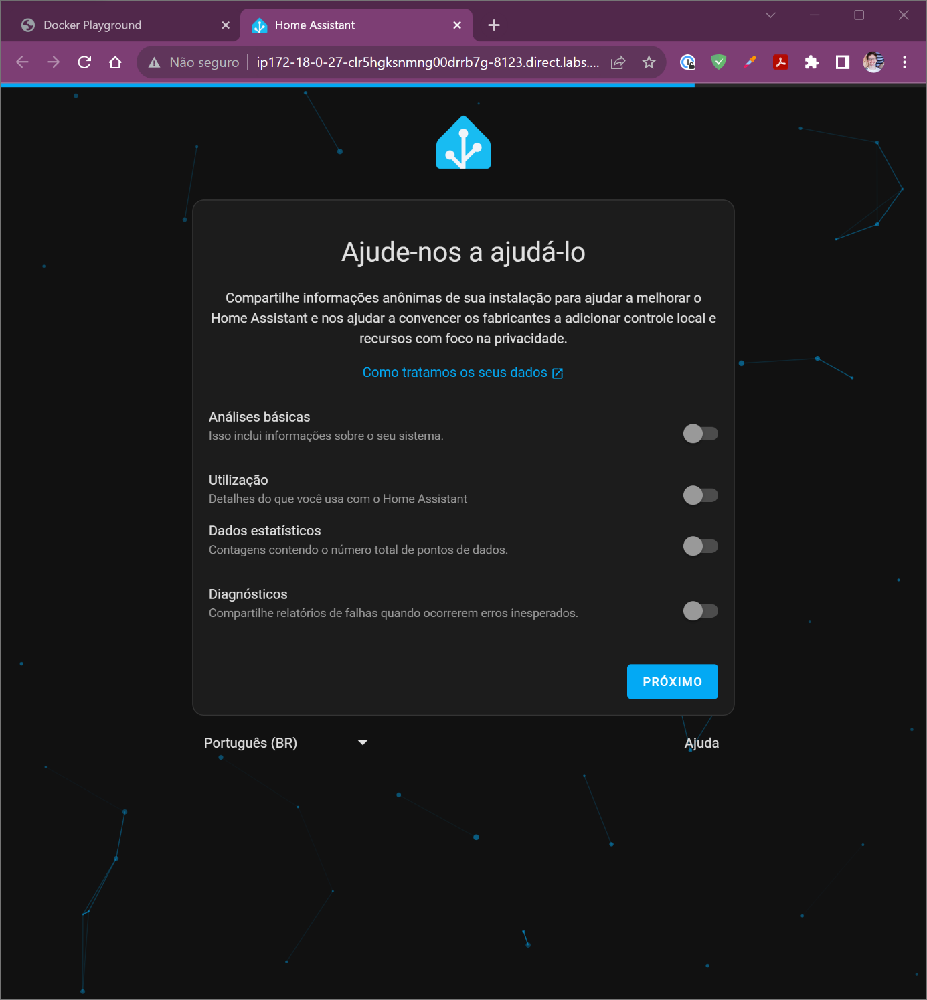 Docker Playground
Home Assistant
Não seguro
ip172-18-0-27-clr5hgksnmng00drrb7g-8123.direct.labs....
Ajude-nos a ajudá-lo
Compartilhe informações anônimas de sua instalação para ajudar a melhorar o
Home Assistant e nos ajudar a convencer os fabricantes a adicionar controle local e
recursos com foco na privacidade.
Como tratamos os seus dados
Análises básicas
Isso inclui informações sobre o seu sistema.
Utilização
Detalhes do que você usa com o Home Assistant
Dados estatísticos
Contagens contendo o número total de pontos de dados.
Diagnósticos
Compartilhe relatórios de falhas quando ocorrerem erros inesperados.
PRÓXIMO
Português (BR)
Ajuda